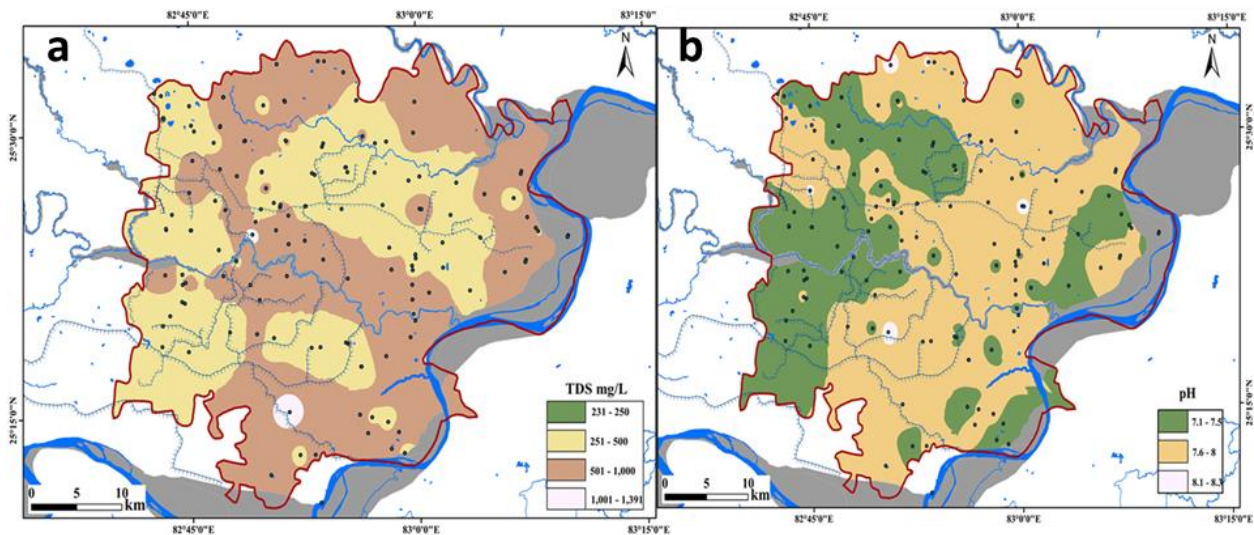 82°45'0"E 83°0'0"E 83°15'0"E
a
N
25°30'0"N
25°15'0"N
TDS mg/L
231 - 250
251 - 500
501 - 1,000
1,001 - 1,391
0 5 10
km
82°45'0"E 83°0'0"E 83°15'0"E
82°45'0"E 83°0'0"E 83°15'0"E
b
N
25°30'0"N
25°15'0"N
pH
7.1 - 7.5
7.6 - 8
8.1 - 8.3
0 5 10
km
82°45'0"E 83°0'0"E 83°15'0"E